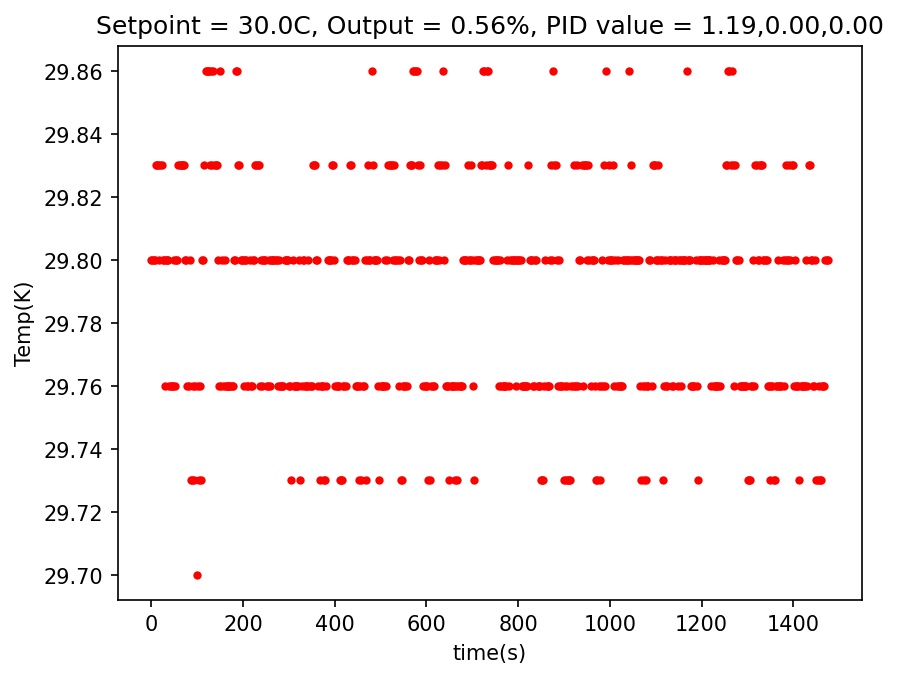 Setpoint = 30.0C, Output = 0.56%, PID value = 1.19,0.00,0.00
29.86
29.84
29.82
29.80
29.78
29.76
29.74
29.72
29.70
Temp(K)
0 200 400 600 800 1000 1200 1400
time(s)